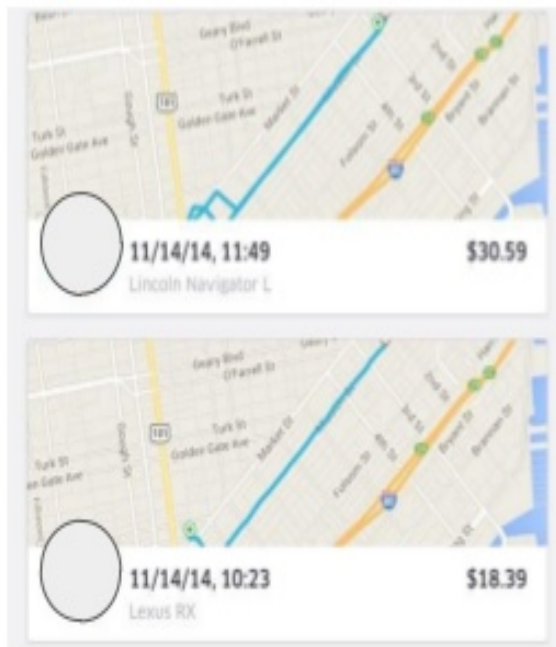 Geary Blvd
O'Farrell St
101
Turk St
Golden Gate Ave
Gough St
Market St
Turk St
Golden Gate Ave
2nd St
3rd St
4th St
Bryant St
Brannan St
Folsom St
80
11/14/14, 11:49
$30.59
Lincoln Navigator L
Geary Blvd
O'Farrell St
101
Turk St
Golden Gate Ave
Gough St
Market St
Turk St
en Gate Ave
2nd St
3rd St
4th St
Bryant St
Brannan St
Folsom St
80
11/14/14, 10:23
$18.39
Lexus RX